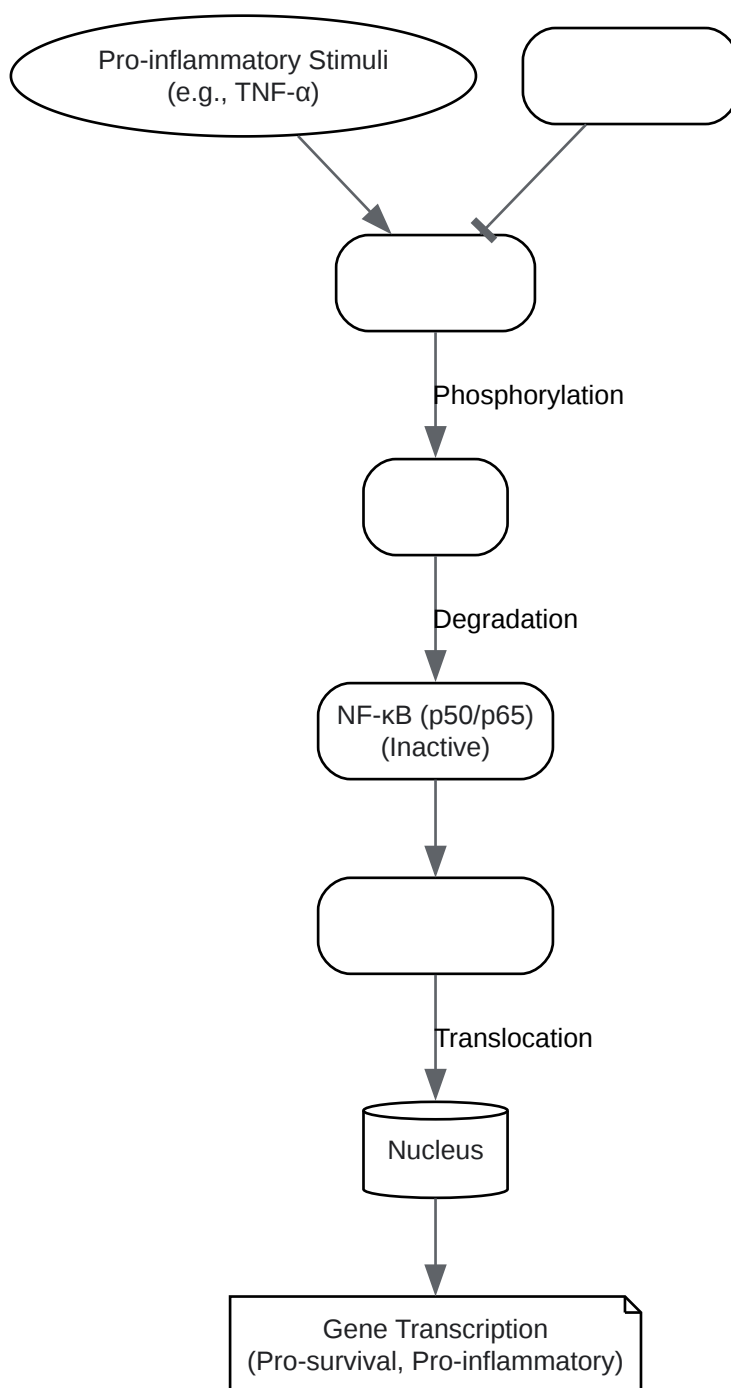 Pro-inflammatory Stimuli
(e.g., TNF-α)
Phosphorylation
Degradation
NF-κB (p50/p65)
(Inactive)
Translocation
Nucleus
Gene Transcription
(Pro-survival, Pro-inflammatory)